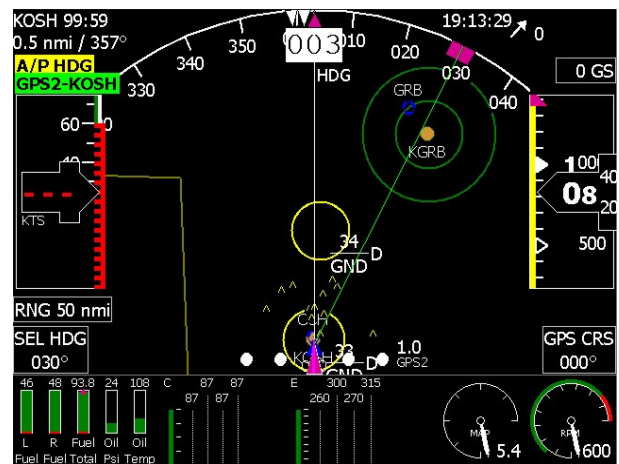 KOSH 99:59
0.5 nmi / 357°
A/P HDG
GPS2-KOSH
19:13:29
0
0 GS
330
340
350
003
010
020
030
040
HDG
GRB
KGRB
60
KTS
1000
08
40
20
500
34
GND
D
RNG 50 nmi
SEL HDG
030°
D
GND
1.0
GPS2
GPS CRS
000°
46 48 93.8 24 108
L R Fuel Oil Oil
Fuel Fuel Total Psi Temp
C 87 87
87 87
E 300 315
260 270
MAP
5.4
RPM
600